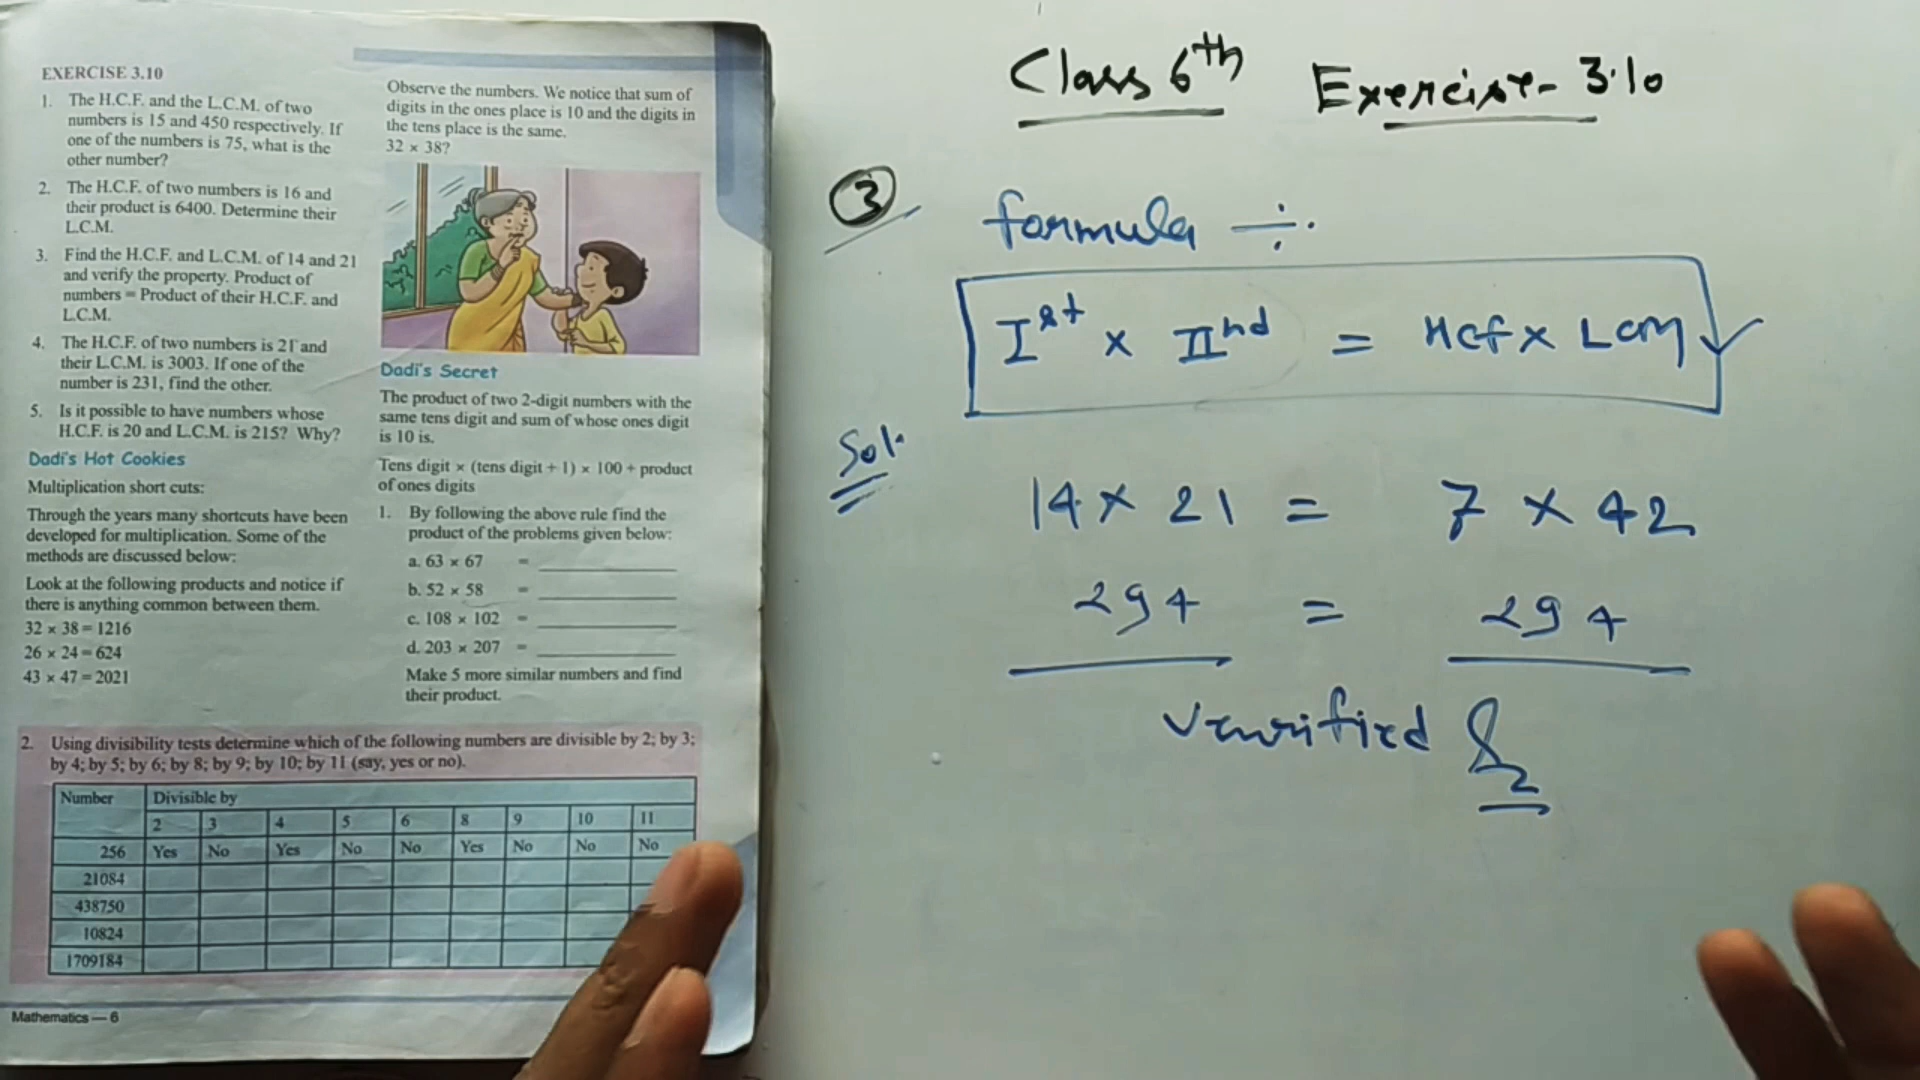 EXERCISE 3.10
1. The H.C.F. and the L.C.M. of two
numbers is 15 and 450 respectively. If
one of the numbers is 75, what is the
other number?
2. The H.C.F. of two numbers is 16 and
their product is 6400. Determine their
L.C.M.
3. Find the H.C.F. and L.C.M. of 14 and 21
and verify the property. Product of
numbers = Product of their H.C.F. and
L.C.M.
4. The H.C.F. of two numbers is 21 and
their L.C.M. is 3003. If one of the
number is 231, find the other.
5. Is it possible to have numbers whose
H.C.F. is 20 and L.C.M. is 215? Why?
Dadi's Hot Cookies
Multiplication short cuts:
Through the years many shortcuts have been
developed for multiplication. Some of the
methods are discussed below:
Look at the following products and notice if
there is anything common between them.
32 × 38 = 1216
26 × 24 = 624
43 × 47 = 2021
Observe the numbers. We notice that sum of
digits in the ones place is 10 and the digits in
the tens place is the same.
32 × 38?
Dadi's Secret
The product of two 2-digit numbers with the
same tens digit and sum of whose ones digit
is 10 is.
Tens digit × (tens digit + 1) × 100 + product
of ones digits
1. By following the above rule find the
product of the problems given below:
a. 63 × 67 =
b. 52 × 58 =
c. 108 × 102 =
d. 203 × 207 =
Make 5 more similar numbers and find
their product.
2. Using divisibility tests determine which of the following numbers are divisible by 2; by 3;
by 4; by 5; by 6; by 8; by 9; by 10; by 11 (say, yes or no).
Number Divisible by
2 3 4 5 6 8 9 10 11
256 Yes No Yes No No Yes No No No
21084
438750
10824
1709184
Mathematics — 6
Class 6th Exercise - 3.10
3 formula ÷
Ist × IInd = HCf × LCM
Sol.
14 × 21 = 7 × 42
294 = 294